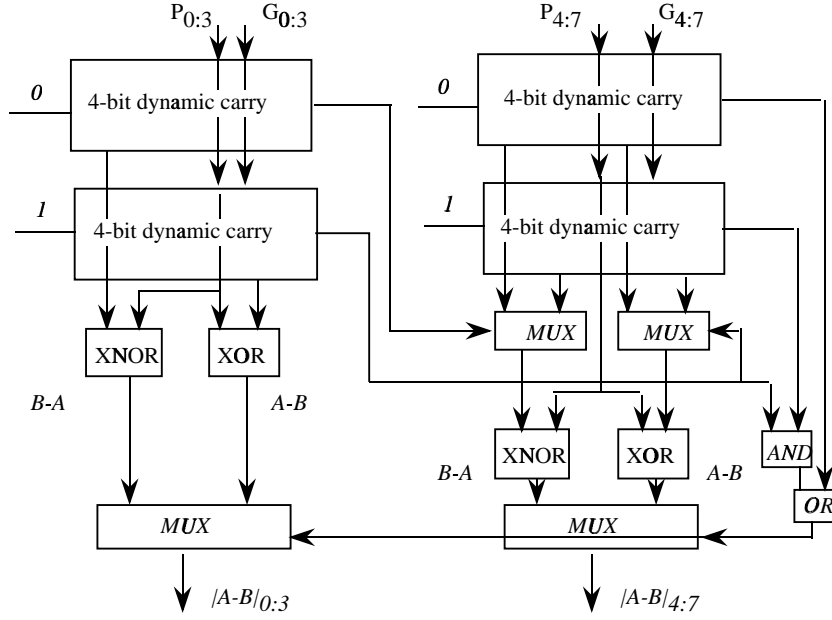 P0:3 G0:3 P4:7 G4:7
0 4-bit dynamic carry 0 4-bit dynamic carry
1 4-bit dynamic carry 1 4-bit dynamic carry
MUX MUX
XNOR XOR
B-A A-B
XNOR XOR AND
B-A A-B
OR
MUX MUX
|A-B|0:3 |A-B|4:7